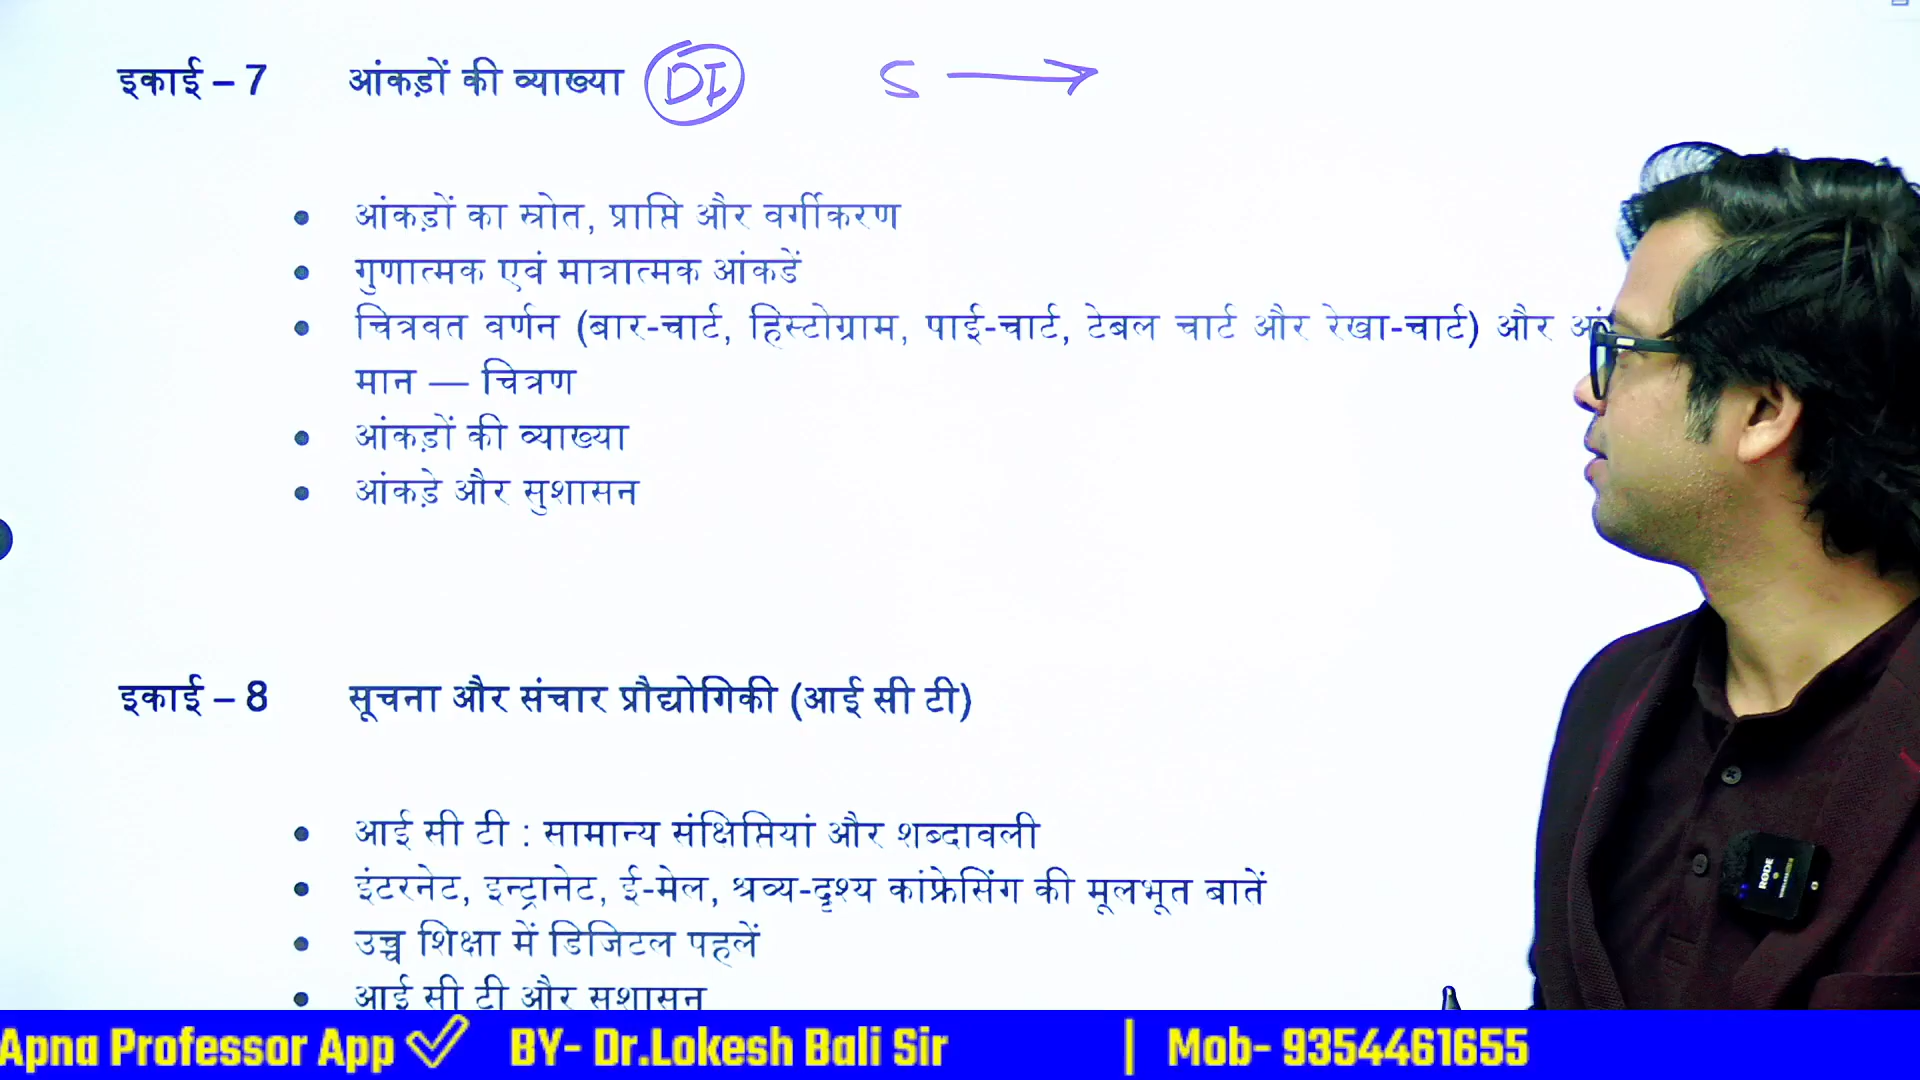 इकाई – 7 आंकड़ों की व्याख्या DI S
• आंकड़ों का स्रोत, प्राप्ति और वर्गीकरण
• गुणात्मक एवं मात्रात्मक आंकडें
• चित्रवत वर्णन (बार-चार्ट, हिस्टोग्राम, पाई-चार्ट, टेबल चार्ट और रेखा-चार्ट) और
मान — चित्रण
• आंकड़ों की व्याख्या
• आंकड़े और सुशासन
इकाई – 8 सूचना और संचार प्रौद्योगिकी (आई सी टी)
• आई सी टी : सामान्य संक्षिप्तियां और शब्दावली
• इंटरनेट, इन्ट्रानेट, ई-मेल, श्रव्य-दृश्य कांफ्रेसिंग की मूलभूत बातें
• उच्च शिक्षा में डिजिटल पहलें
• आई सी टी और सुशासन
RODE
Apna Professor App ✓ BY- Dr.Lokesh Bali Sir | Mob- 9354461655